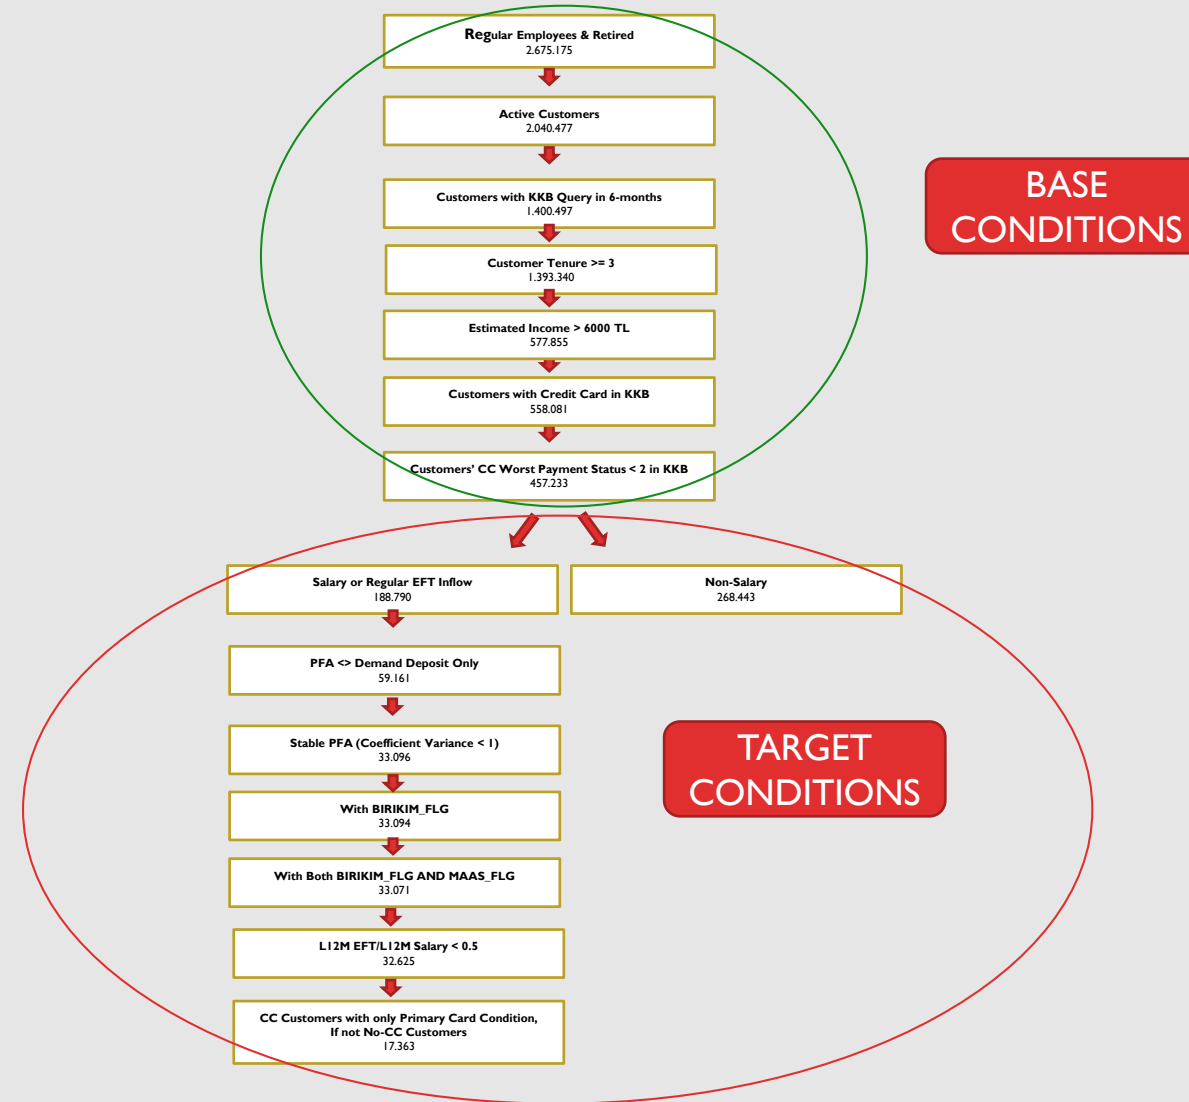 Regular Employees & Retired
2.675.175
Active Customers
2.040.477
Customers with KKB Query in 6-months
1.400.497
Customer Tenure >= 3
1.393.340
Estimated Income > 6000 TL
577.855
Customers with Credit Card in KKB
558.081
Customers' CC Worst Payment Status < 2 in KKB
457.233
BASE
CONDITIONS
Salary or Regular EFT Inflow
188.790
Non-Salary
268.443
PFA <> Demand Deposit Only
59.161
Stable PFA (Coefficient Variance < 1)
33.096
With BIRIKIM_FLG
33.094
With Both BIRIKIM_FLG AND MAAS_FLG
33.071
L12M EFT/L12M Salary < 0.5
32.625
CC Customers with only Primary Card Condition,
If not No-CC Customers
17.363
TARGET
CONDITIONS